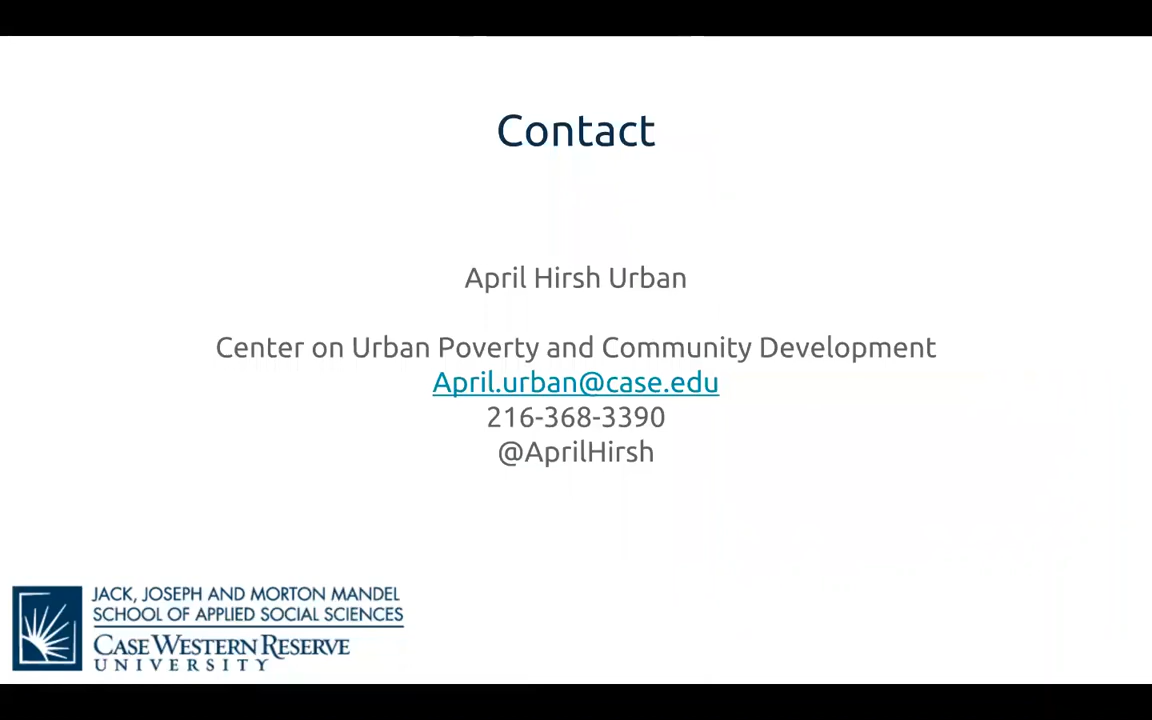 Contact
April Hirsh Urban
Center on Urban Poverty and Community Development
April.urban@case.edu
216-368-3390
@AprilHirsh
JACK, JOSEPH AND MORTON MANDEL
SCHOOL OF APPLIED SOCIAL SCIENCES
CASE WESTERN RESERVE
UNIVERSITY